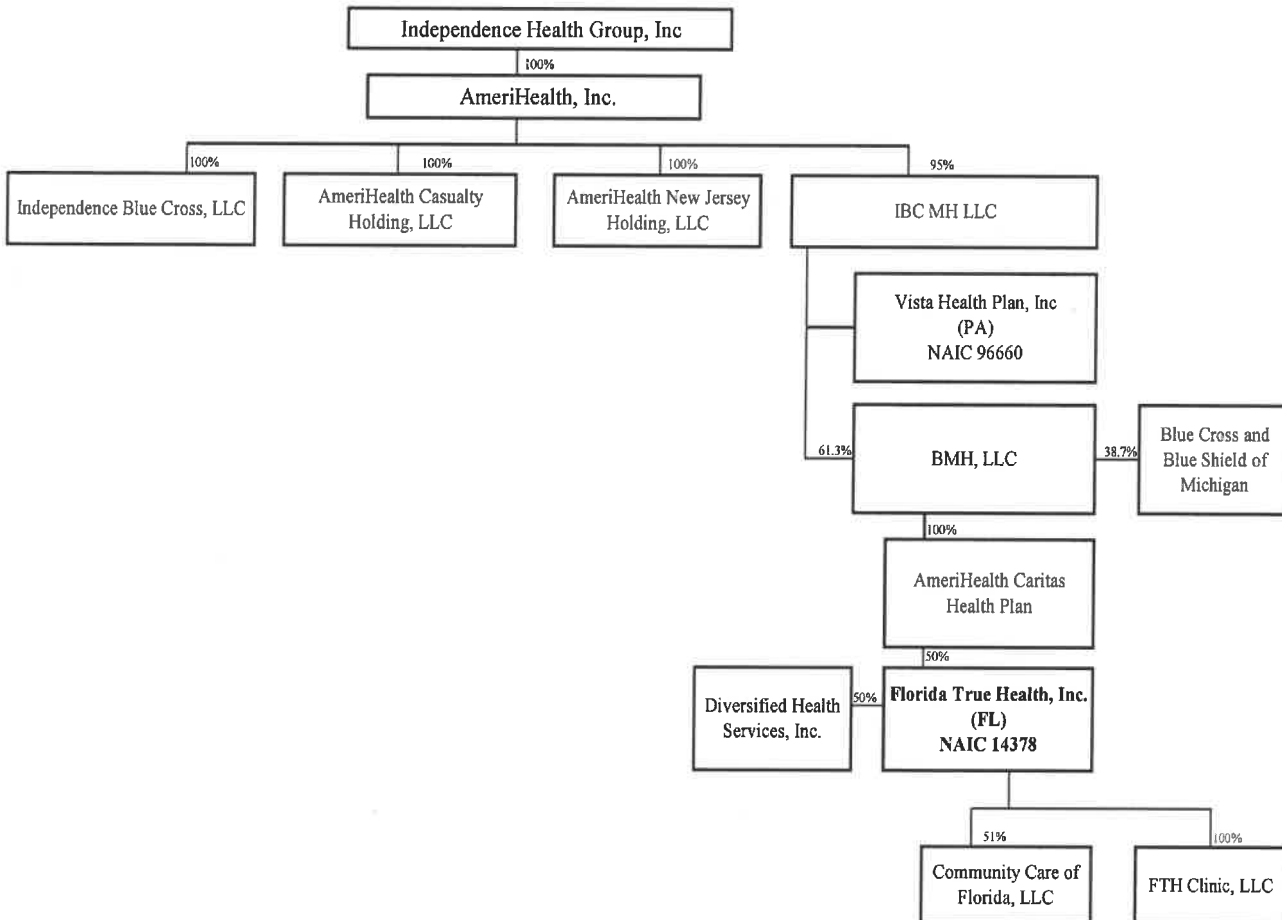 Independence Health Group, Inc
100%
AmeriHealth, Inc.
100%
100%
100%
95%
Independence Blue Cross, LLC
AmeriHealth Casualty
Holding, LLC
AmeriHealth New Jersey
Holding, LLC
IBC MH LLC
Vista Health Plan, Inc
(PA)
NAIC 96660
61.3%
BMH, LLC
38.7%
Blue Cross and
Blue Shield of
Michigan
100%
AmeriHealth Caritas
Health Plan
50%
Diversified Health
Services, Inc.
50%
Florida True Health, Inc.
(FL)
NAIC 14378
51%
100%
Community Care of
Florida, LLC
FTH Clinic, LLC